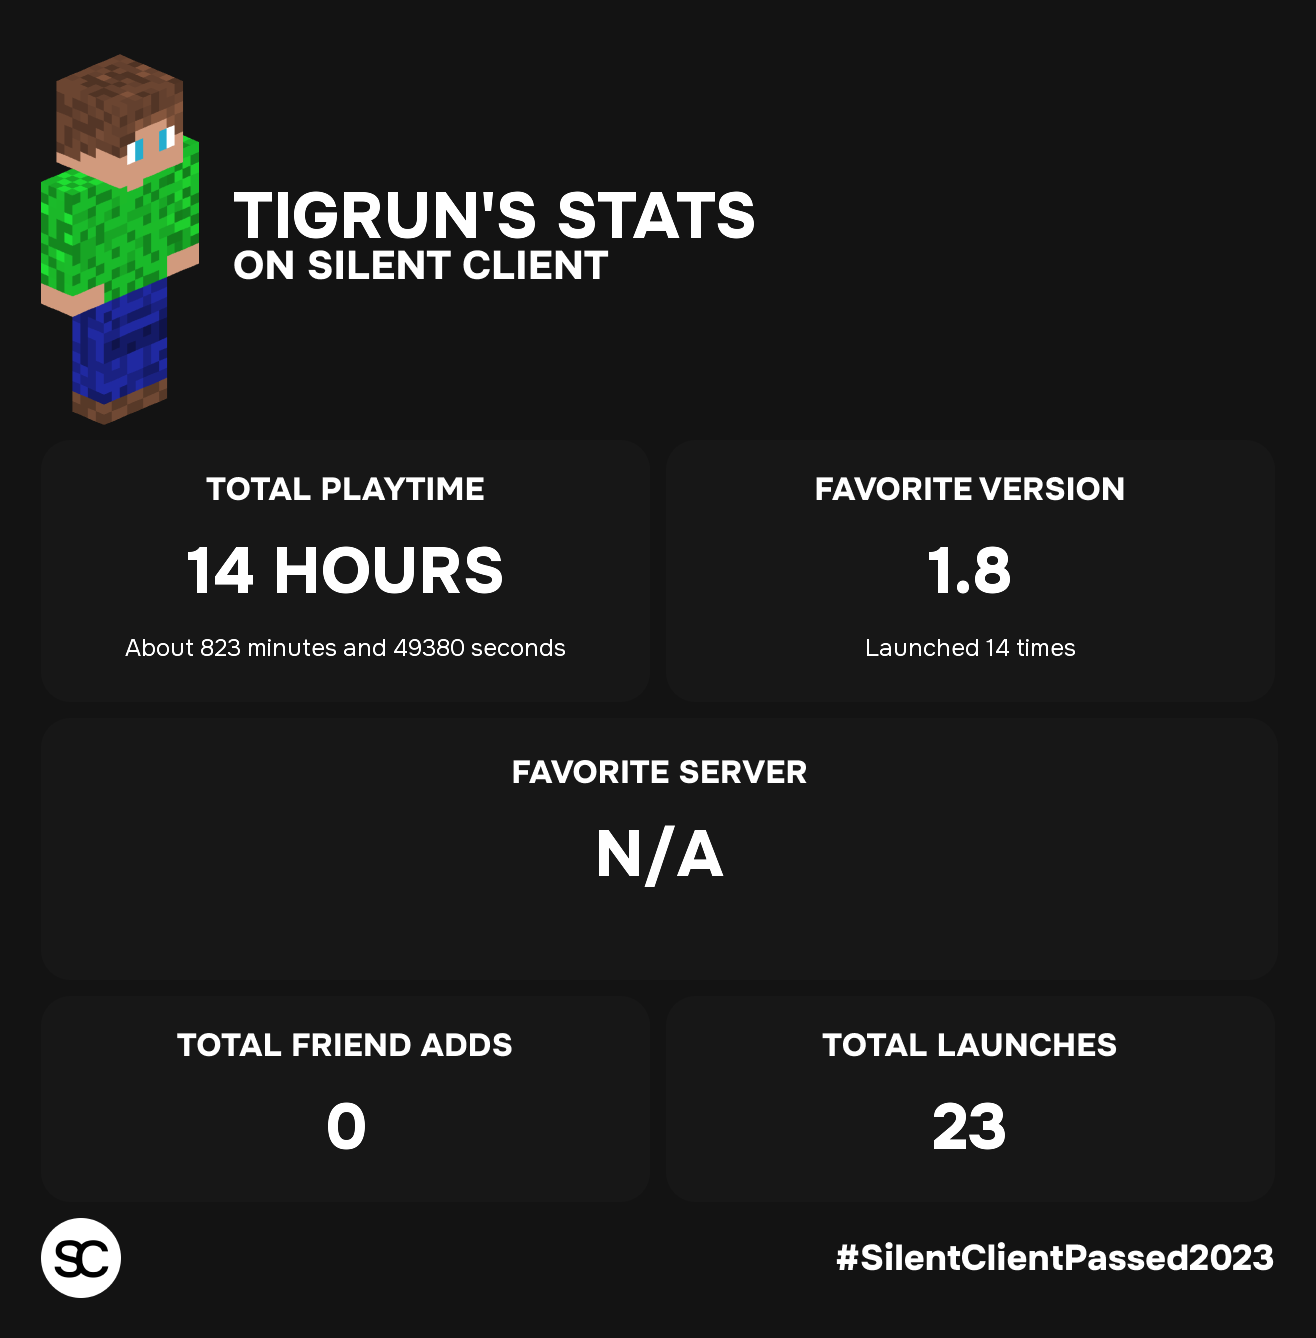 TIGRUN'S STATS
ON SILENT CLIENT
TOTAL PLAYTIME
14 HOURS
About 823 minutes and 49380 seconds
FAVORITE VERSION
1.8
Launched 14 times
FAVORITE SERVER
N/A
TOTAL FRIEND ADDS
0
TOTAL LAUNCHES
23
SC
#SilentClientPassed2023